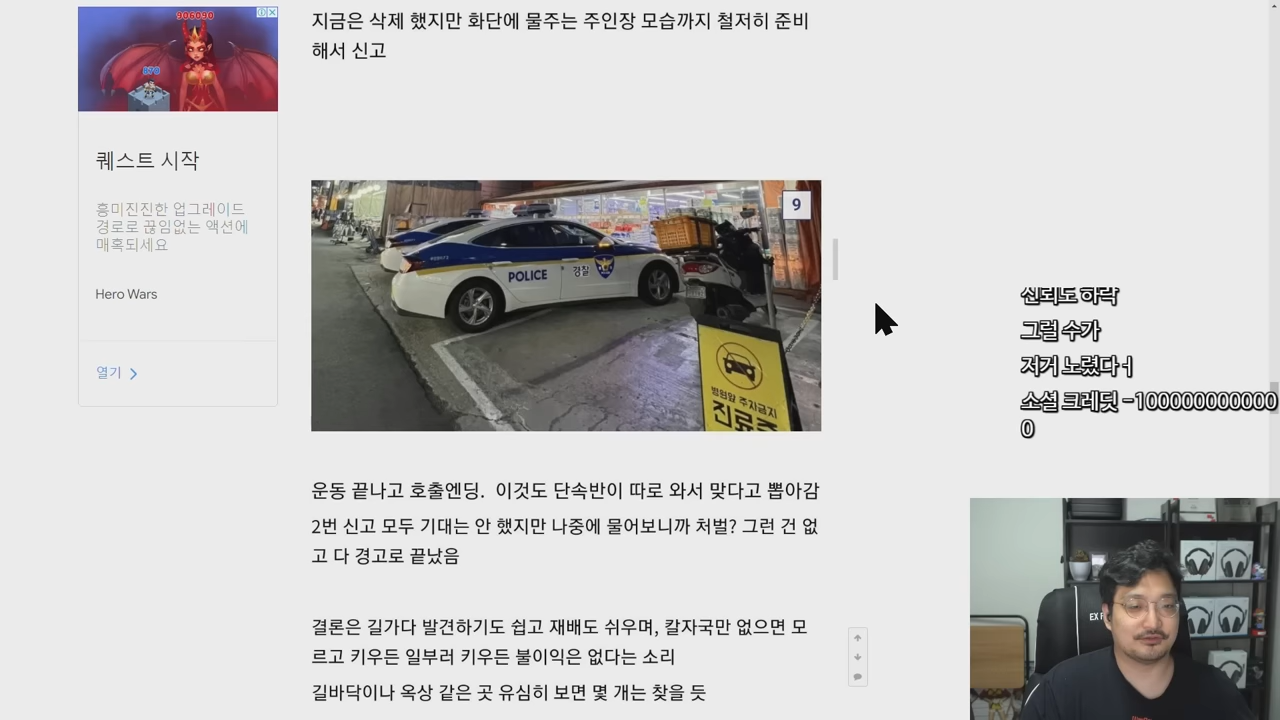 906090
870
퀘스트 시작
흥미진진한 업그레이드
경로로 끊임없는 액션에
매혹되세요
Hero Wars
열기
지금은 삭제 했지만 화단에 물주는 주인장 모습까지 철저히 준비
해서 신고
9
POLICE
경찰
병원앞 주차금지
진료중
운동 끝나고 호출엔딩. 이것도 단속반이 따로 와서 맞다고 뽑아감
2번 신고 모두 기대는 안 했지만 나중에 물어보니까 처벌? 그런 건 없
고 다 경고로 끝났음
결론은 길가다 발견하기도 쉽고 재배도 쉬우며, 칼자국만 없으면 모
르고 키우든 일부러 키우든 불이익은 없다는 소리
길바닥이나 옥상 같은 곳 유심히 보면 몇 개는 찾을 듯
신뢰도 하락
그럴 수가
저거 노렸다ㅓ
소설 크레딧 -100000000000
0